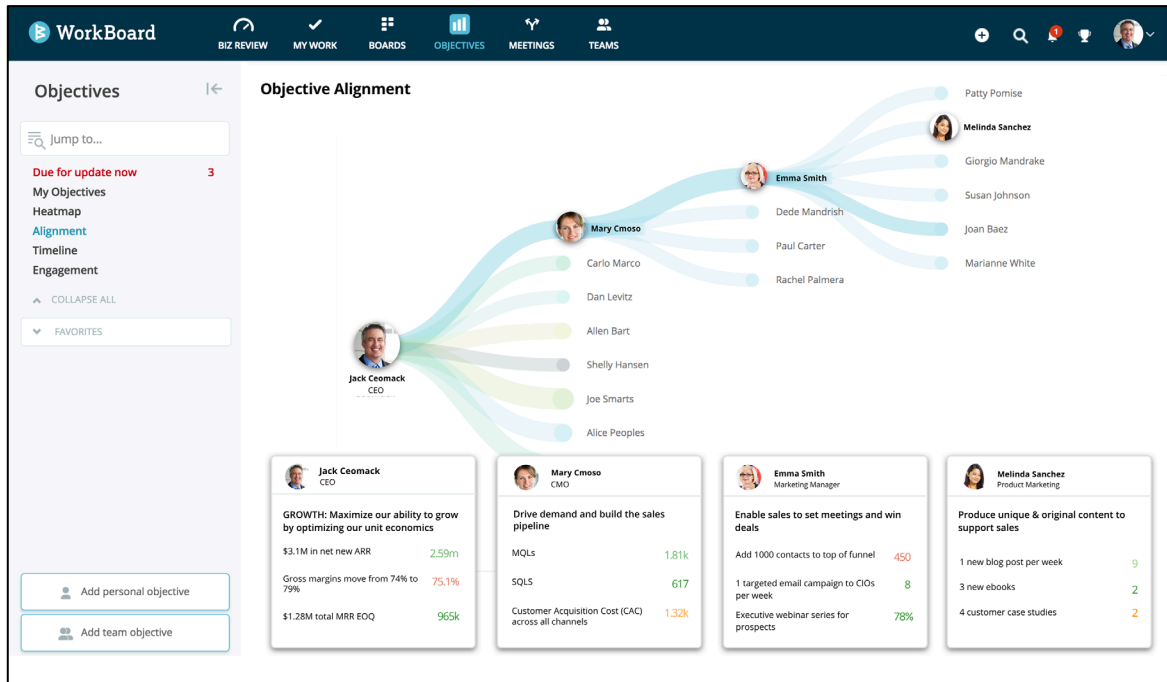 WorkBoard
BIZ REVIEW
MY WORK
BOARDS
OBJECTIVES
MEETINGS
TEAMS
1
Objectives
Jump to...
Due for update now 3
My Objectives
Heatmap
Alignment
Timeline
Engagement
COLLAPSE ALL
FAVORITES
Add personal objective
Add team objective
Objective Alignment
Jack Ceomack
CEO
Mary Cmoso
Carlo Marco
Dan Levitz
Allen Bart
Shelly Hansen
Joe Smarts
Alice Peoples
Emma Smith
Dede Mandrish
Paul Carter
Rachel Palmera
Patty Pomise
Melinda Sanchez
Giorgio Mandrake
Susan Johnson
Joan Baez
Marianne White
Jack Ceomack
CEO
GROWTH: Maximize our ability to grow
by optimizing our unit economics
$3.1M in net new ARR 2.59m
Gross margins move from 74% to
79% 75.1%
$1.28M total MRR EOQ 965k
Mary Cmoso
CMO
Drive demand and build the sales
pipeline
MQLs 1.81k
SQLS 617
Customer Acquisition Cost (CAC)
across all channels 1.32k
Emma Smith
Marketing Manager
Enable sales to set meetings and win
deals
Add 1000 contacts to top of funnel 450
1 targeted email campaign to CIOs
per week 8
Executive webinar series for
prospects 78%
Melinda Sanchez
Product Marketing
Produce unique & original content to
support sales
1 new blog post per week 9
3 new ebooks 2
4 customer case studies 2